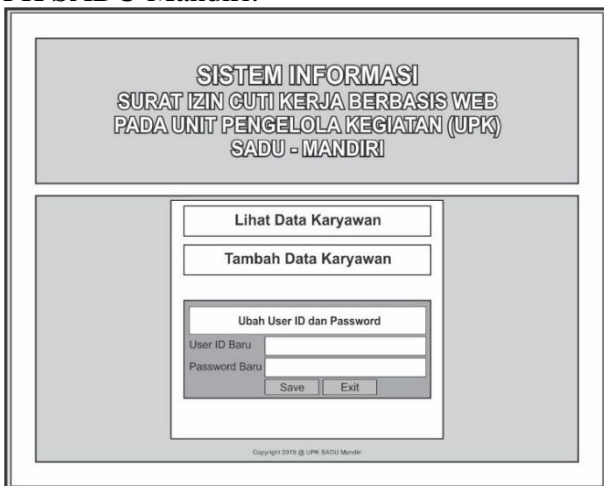 SISTEM INFORMASI
SURAT IZIN CUTI KERJA BERBASIS WEB
PADA UNIT PENGELOLA KEGIATAN (UPK)
SADU - MANDIRI
Lihat Data Karyawan
Tambah Data Karyawan
Ubah User ID dan Password
User ID Baru
Password Baru
Save Exit
Copyright 2019 @ UPK SADU Mandiri